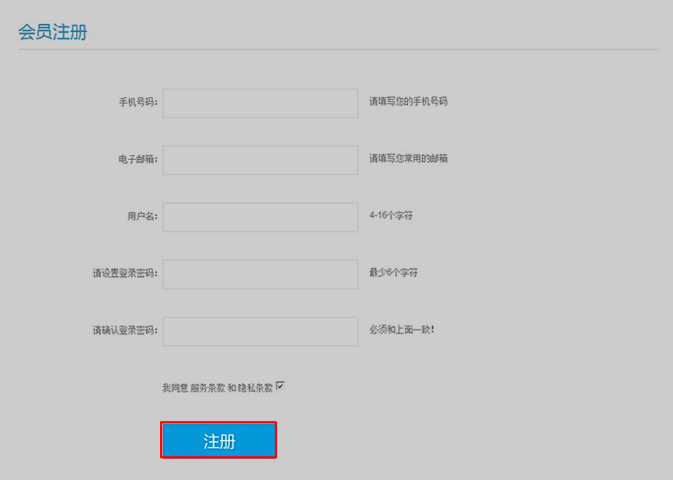 会员注册
手机号码: 请填写您的手机号码
电子邮箱: 请填写您常用的邮箱
用户名: 4-16个字符
请设置登录密码: 最少6个字符
请确认登录密码: 必须和上面一致!
我同意 服务条款 和 隐私条款
注册